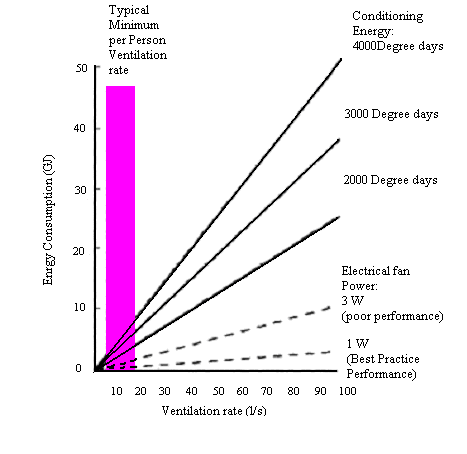 Typical
Minimum
per Person
Ventilation
rate
Conditioning
Energy:
4000Degree days
3000 Degree days
2000 Degree days
Electrical fan
Power:
3 W
(poor performance)
1 W
(Best Practice
Performance)
Enrgy Consumption (GJ)
50
40
30
20
10
0
10 20 30 40 50 60 70 80 90 100
Ventilation rate (l/s)